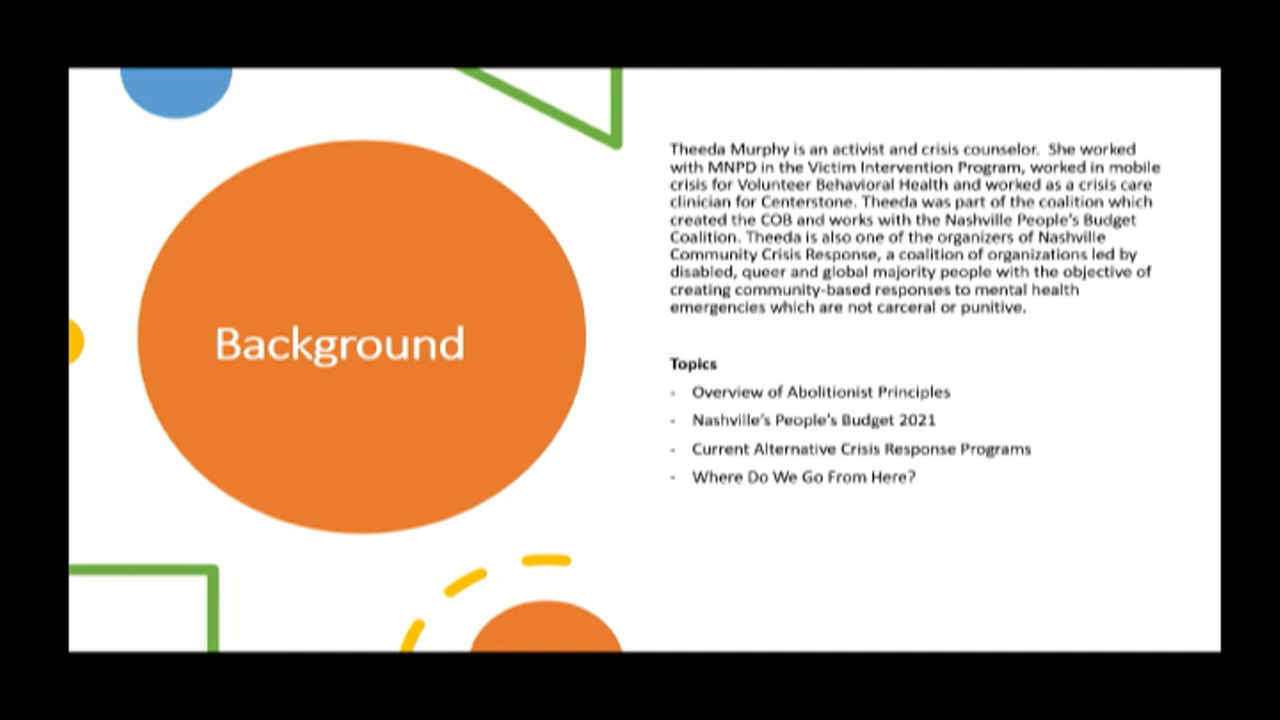 Background
Theeda Murphy is an activist and crisis counselor.  She worked
with MNPD in the Victim Intervention Program, worked in mobile
crisis for Volunteer Behavioral Health and worked as a crisis care
clinician for Centerstone. Theeda was part of the coalition which
created the COB and works with the Nashville People's Budget
Coalition. Theeda is also one of the organizers of Nashville
Community Crisis Response, a coalition of organizations led by
disabled, queer and global majority people with the objective of
creating community-based responses to mental health
emergencies which are not carceral or punitive.
Topics
- Overview of Abolitionist Principles
- Nashville's People's Budget 2021
- Current Alternative Crisis Response Programs
- Where Do We Go From Here?